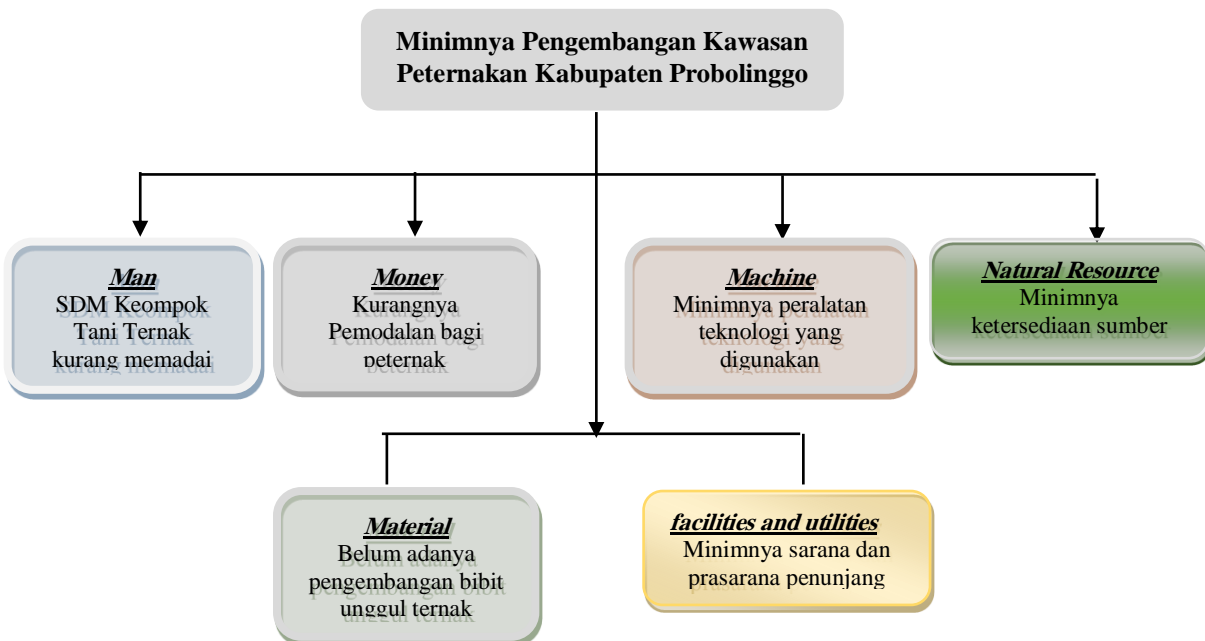 Minimnya Pengembangan Kawasan
Peternakan Kabupaten Probolinggo
Man
SDM Keompok
Tani Ternak
kurang memadai
Money
Kurangnya
Pemodalan bagi
peternak
Machine
Minimnya peralatan
teknologi yang
digunakan
Natural Resource
Minimnya
ketersediaan sumber
Material
Belum adanya
pengembangan bibit
unggul ternak
facilities and utilities
Minimnya sarana dan
prasarana penunjang